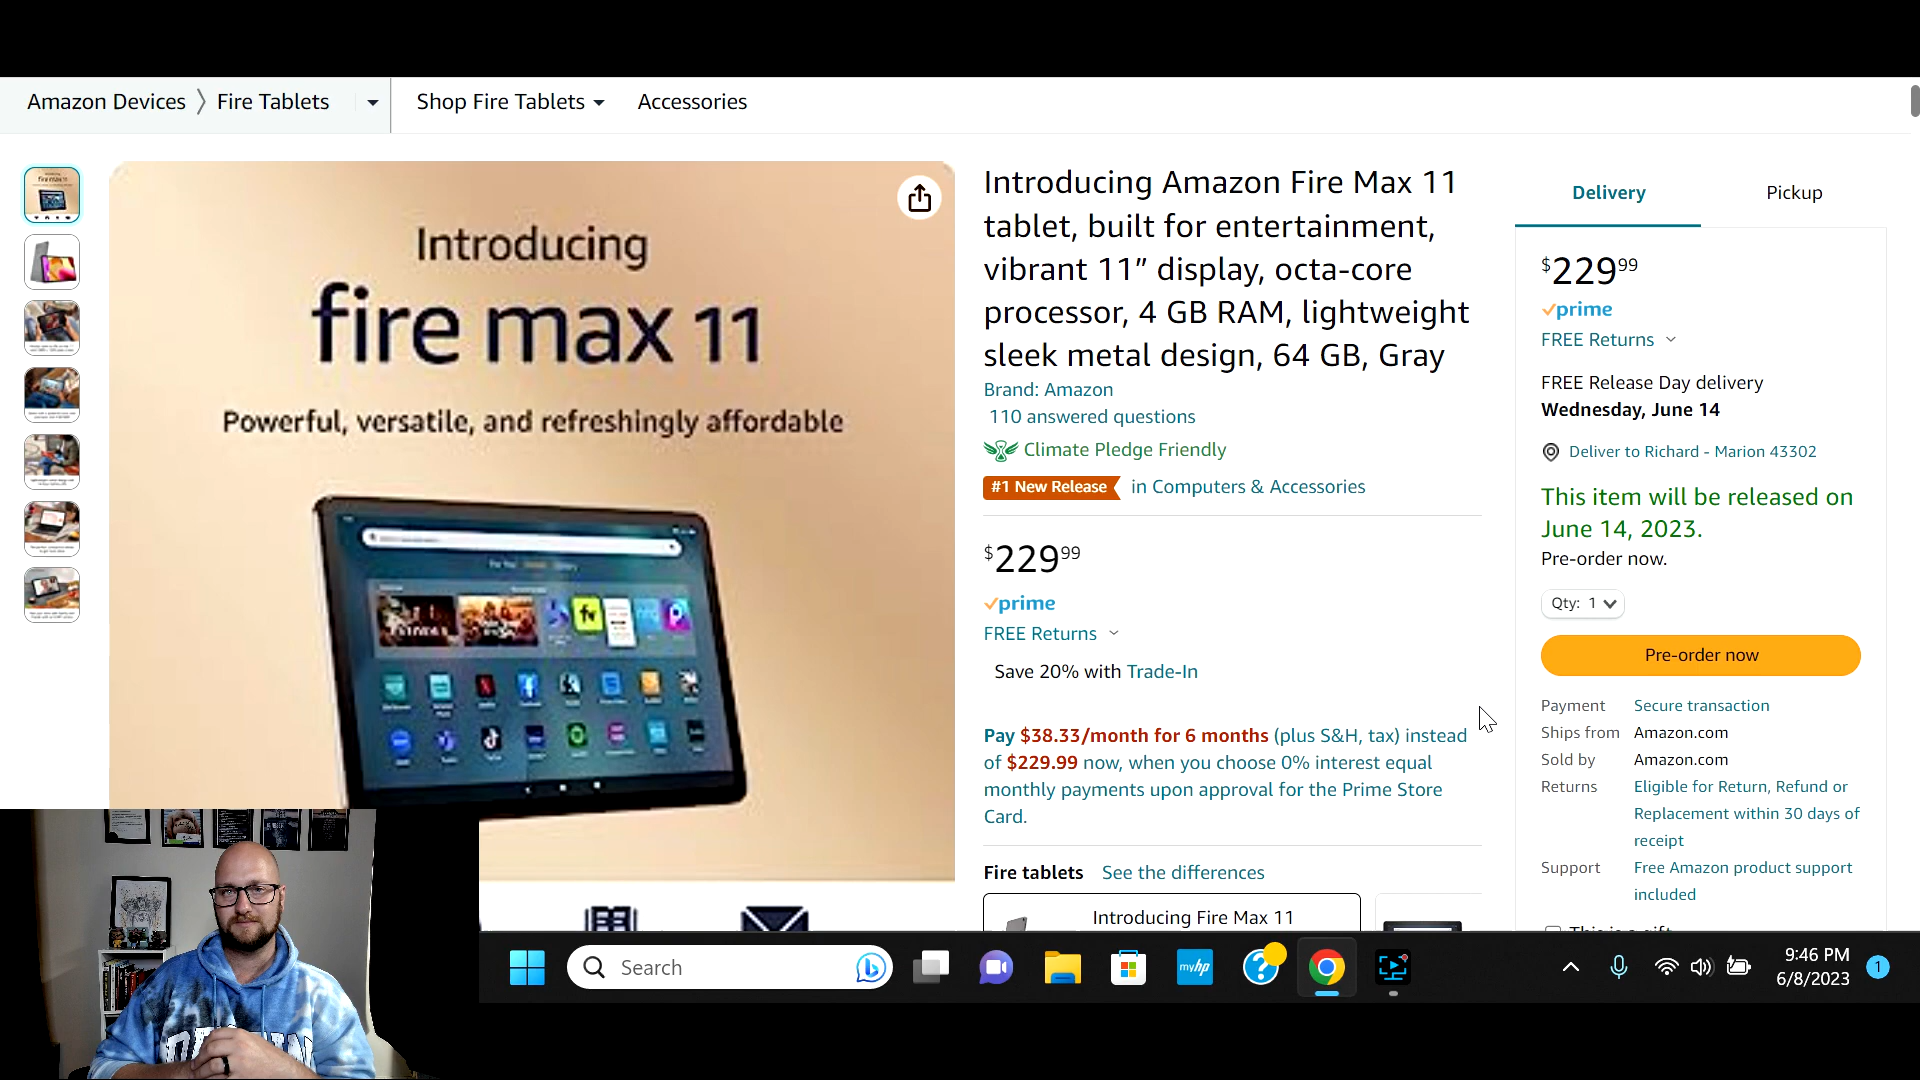 Amazon Devices
Fire Tablets
Shop Fire Tablets
Accessories
Introducing
fire max 11
Powerful, versatile, and refreshingly affordable
Introducing Amazon Fire Max 11
tablet, built for entertainment,
vibrant 11” display, octa-core
processor, 4 GB RAM, lightweight
sleek metal design, 64 GB, Gray
Brand: Amazon
110 answered questions
Climate Pledge Friendly
#1 New Release in Computers & Accessories
$229 99
prime
FREE Returns
Save 20% with Trade-In
Pay $38.33/month for 6 months (plus S&H, tax) instead
of $229.99 now, when you choose 0% interest equal
monthly payments upon approval for the Prime Store
Card.
Fire tablets See the differences
Introducing Fire Max 11
Delivery
Pickup
$229 99
prime
FREE Returns
FREE Release Day delivery
Wednesday, June 14
Deliver to Richard - Marion 43302
This item will be released on
June 14, 2023.
Pre-order now.
Qty: 1
Pre-order now
Payment Secure transaction
Ships from Amazon.com
Sold by Amazon.com
Returns Eligible for Return, Refund or
Replacement within 30 days of
receipt
Support Free Amazon product support
included
This is a gift
Search
myhp
9:46 PM
6/8/2023
1